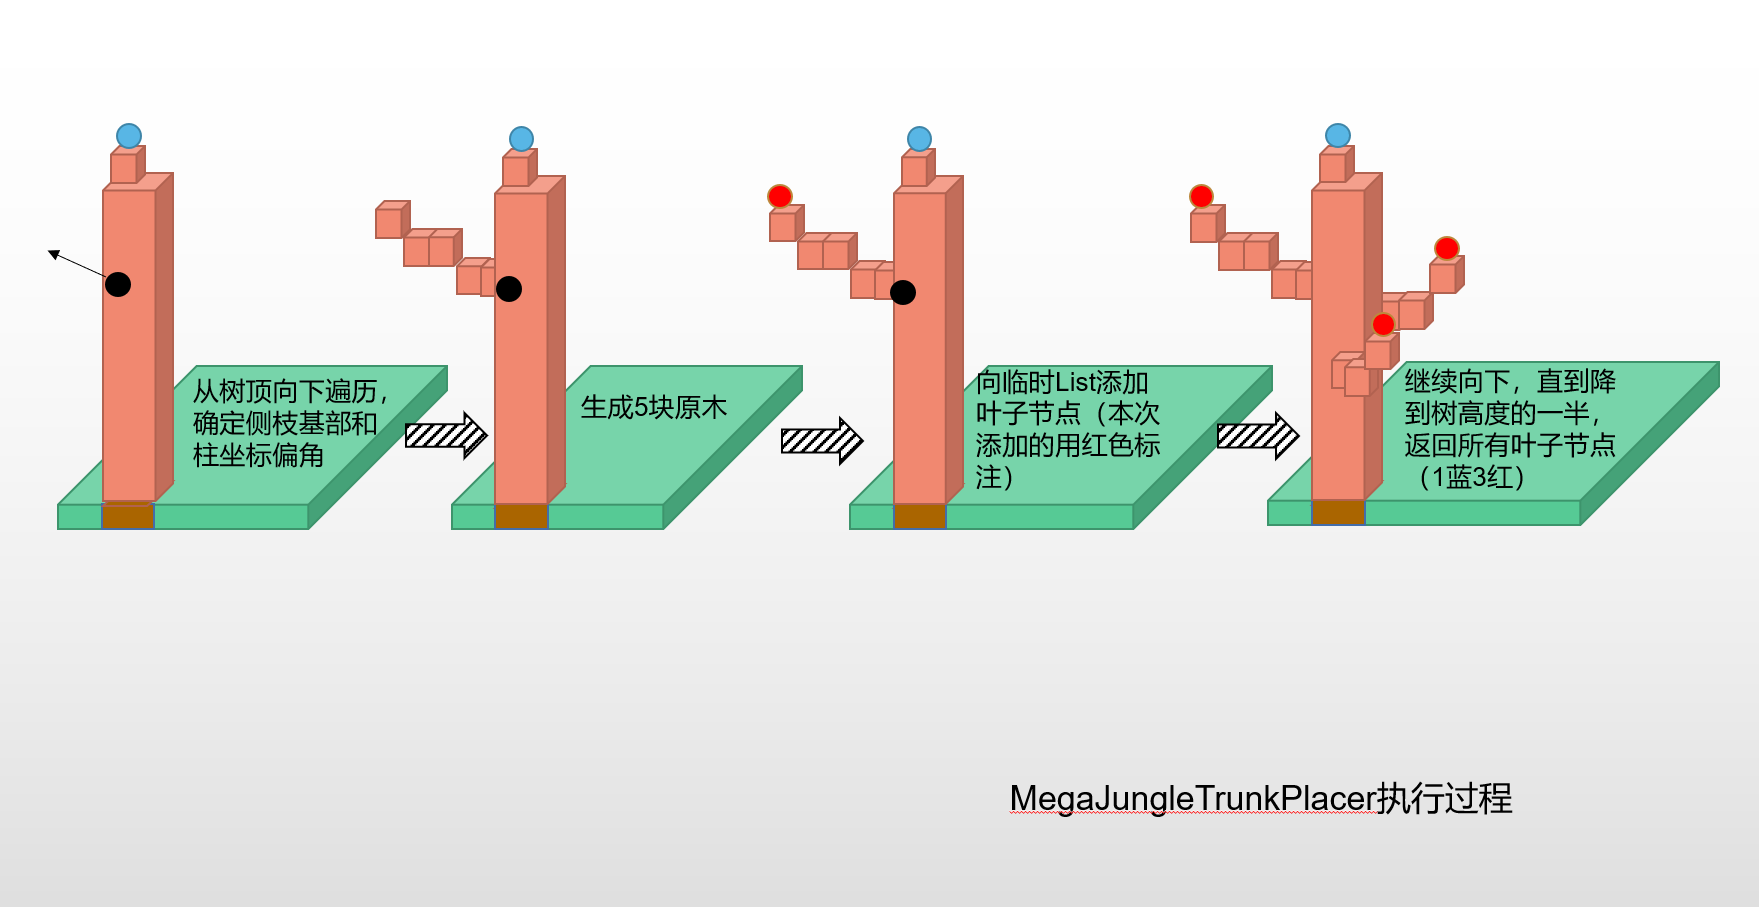 从树顶向下遍历，
确定侧枝基部和
柱坐标偏角
生成5块原木
向临时List添加
叶子节点（本次
添加的用红色标
注）
继续向下，直到降
到树高度的一半，
返回所有叶子节点
（1蓝3红）
MegaJungleTrunkPlacer执行过程